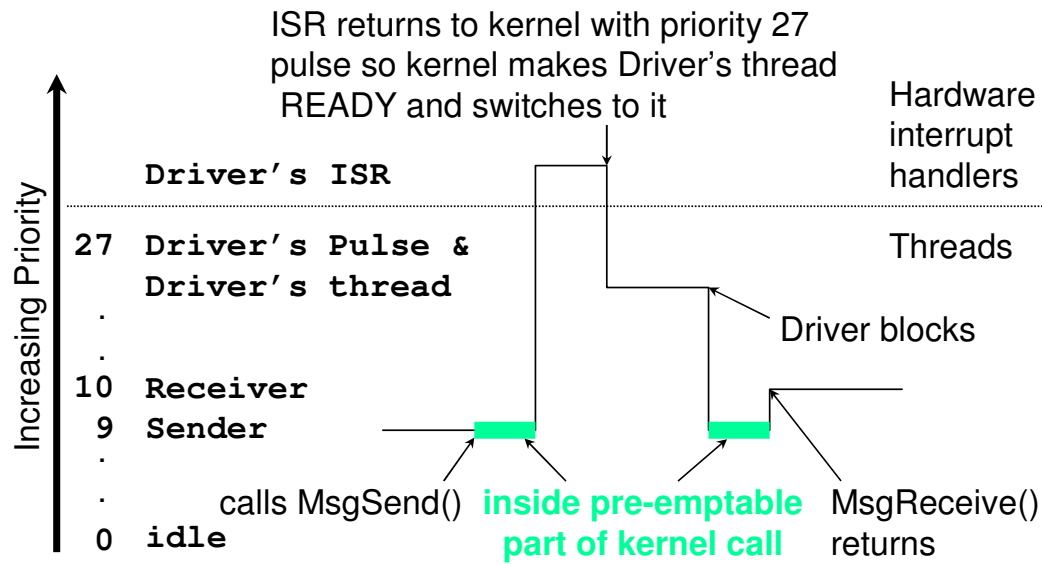 ISR returns to kernel with priority 27
pulse so kernel makes Driver's thread
READY and switches to it
Hardware
interrupt
handlers
Driver's ISR
Increasing Priority
27 Driver's Pulse &
Driver's thread
Threads
.
.
Driver blocks
10 Receiver
9 Sender
.
.
calls MsgSend()
inside pre-emptable
part of kernel call
MsgReceive()
returns
0 idle